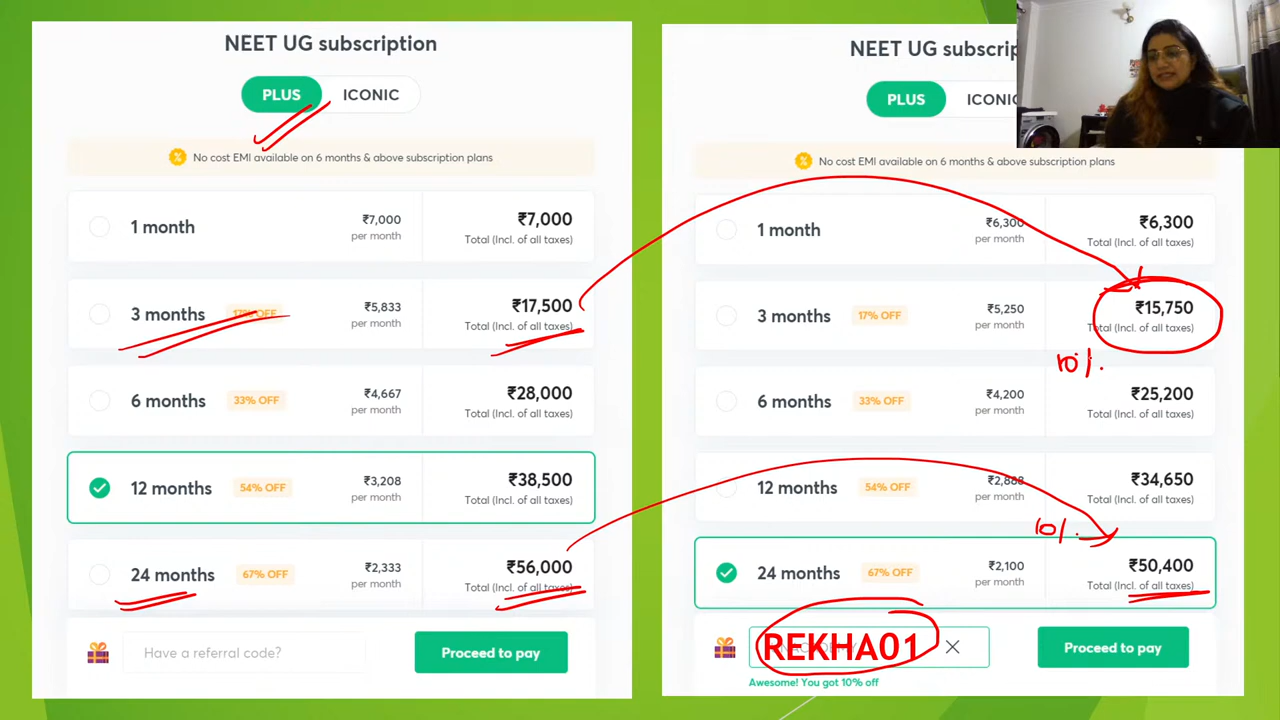 NEET UG subscription
PLUS ICONIC
No cost EMI available on 6 months & above subscription plans
1 month ₹7,000 per month ₹7,000 Total (Incl. of all taxes)
3 months 17% OFF ₹5,833 per month ₹17,500 Total (Incl. of all taxes)
6 months 33% OFF ₹4,667 per month ₹28,000 Total (Incl. of all taxes)
12 months 54% OFF ₹3,208 per month ₹38,500 Total (Incl. of all taxes)
24 months 67% OFF ₹2,333 per month ₹56,000 Total (Incl. of all taxes)
Have a referral code? Proceed to pay
NEET UG
PLUS
No cost EMI available on 6 months & above subscription plans
1 month ₹6,300 per month ₹6,300 Total (Incl. of all taxes)
3 months 17% OFF ₹5,250 per month ₹15,750 Total (Incl. of all taxes)
10%.
6 months 33% OFF ₹4,200 per month ₹25,200 Total (Incl. of all taxes)
12 months 54% OFF ₹2,888 per month ₹34,650 Total (Incl. of all taxes)
10%.
24 months 67% OFF ₹2,100 per month ₹50,400 Total (Incl. of all taxes)
REKHA01 Proceed to pay
Awesome! You got 10% off